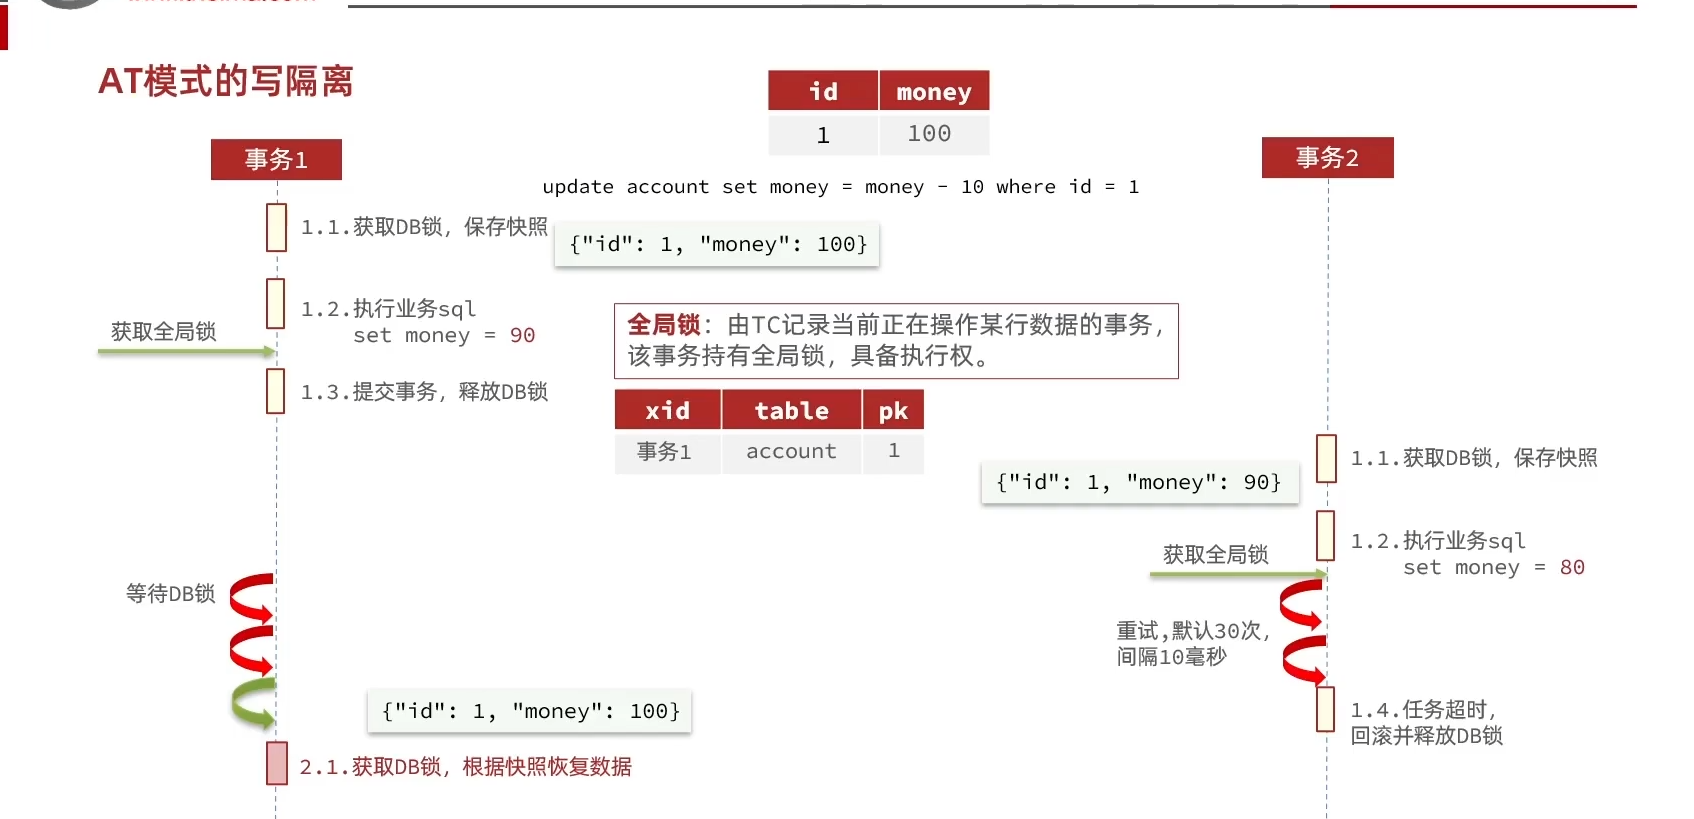 AT模式的写隔离
id money
1 100
事务1
事务2
update account set money = money - 10 where id = 1
1.1.获取DB锁，保存快照
{"id": 1, "money": 100}
1.2.执行业务sql
set money = 90
获取全局锁
全局锁：由TC记录当前正在操作某行数据的事务，
该事务持有全局锁，具备执行权。
1.3.提交事务，释放DB锁
xid table pk
事务1 account 1
1.1.获取DB锁，保存快照
{"id": 1, "money": 90}
1.2.执行业务sql
set money = 80
获取全局锁
等待DB锁
重试,默认30次，
间隔10毫秒
{"id": 1, "money": 100}
1.4.任务超时，
回滚并释放DB锁
2.1.获取DB锁，根据快照恢复数据